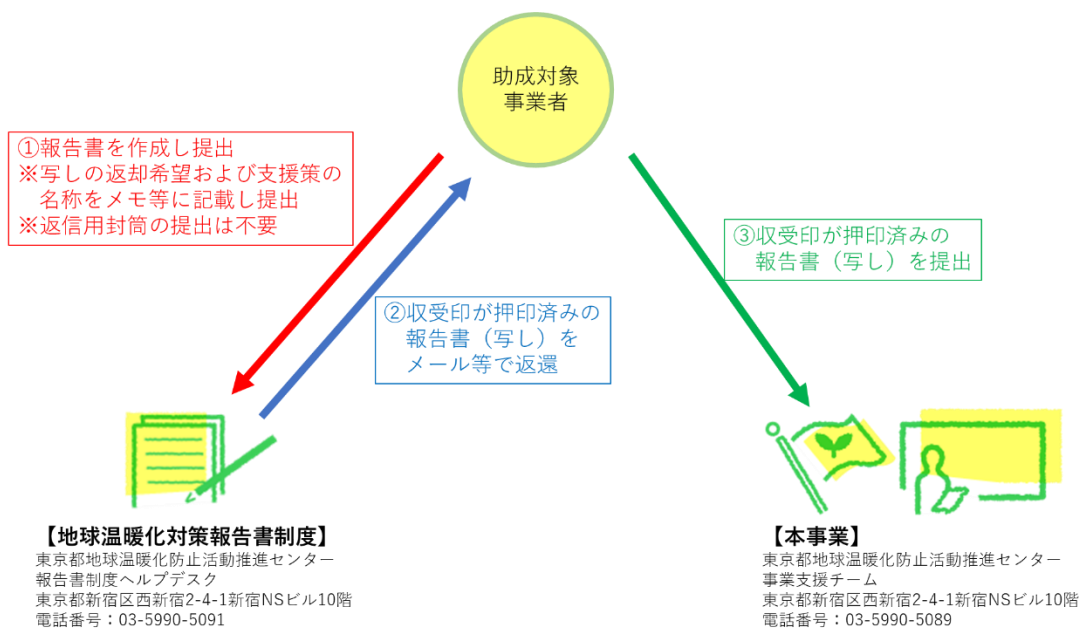 助成対象
事業者
①報告書を作成し提出
※写しの返却希望および支援策の
名称をメモ等に記載し提出
※返信用封筒の提出は不要
②収受印が押印済みの
報告書（写し）を
メール等で返還
③収受印が押印済みの
報告書（写し）を提出
【地球温暖化対策報告書制度】
東京都地球温暖化防止活動推進センター
報告書制度ヘルプデスク
東京都新宿区西新宿2-4-1新宿NSビル10階
電話番号：03-5990-5091
【本事業】
東京都地球温暖化防止活動推進センター
事業支援チーム
東京都新宿区西新宿2-4-1新宿NSビル10階
電話番号：03-5990-5089